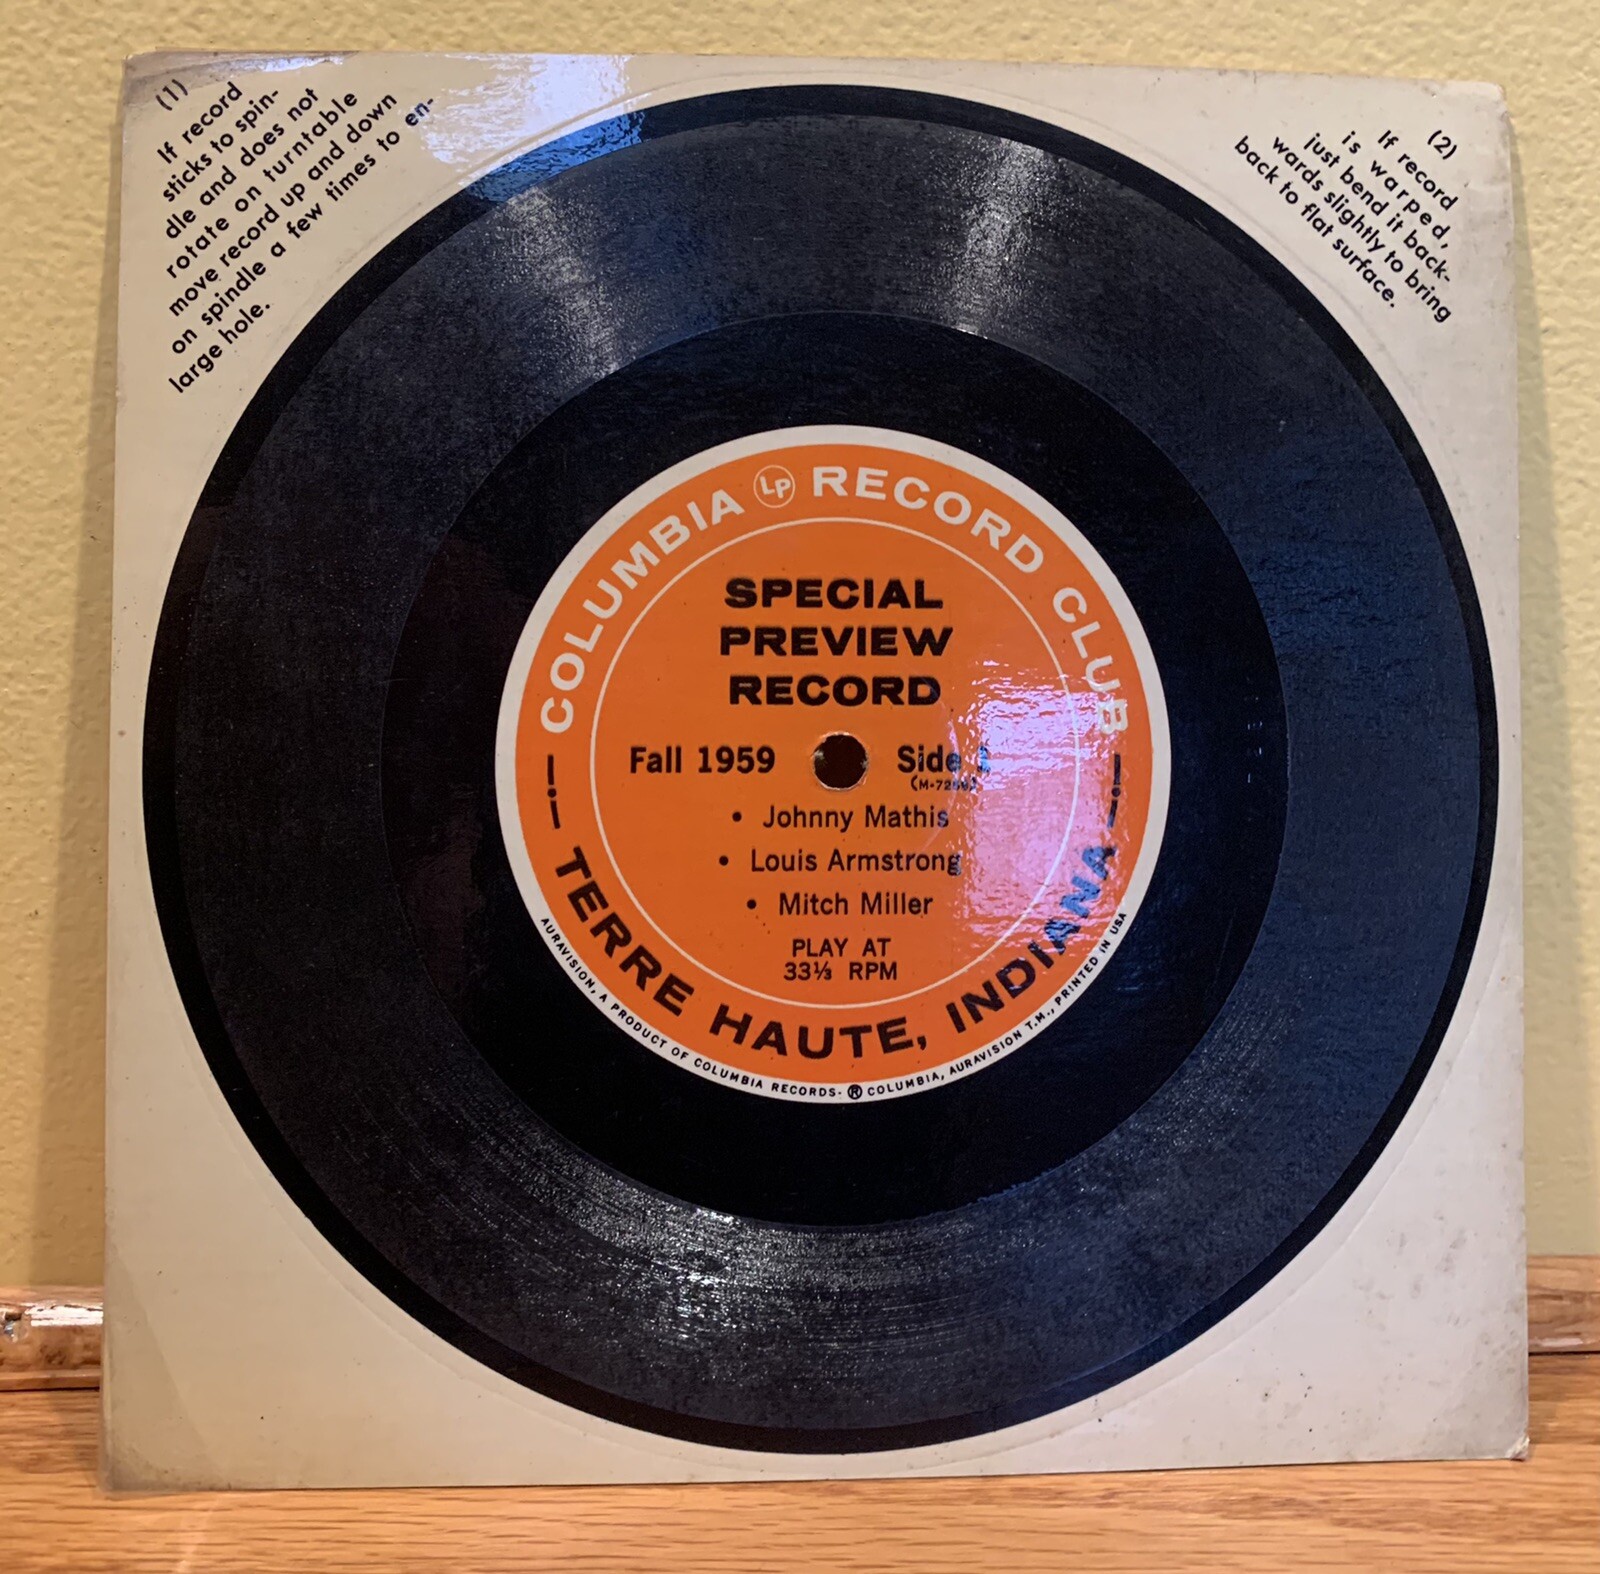 (1)
If record
sticks to spin-
dle and does not
rotate on turntable
move record up and down
on spindle a few times to en-
large hole.
(2)
If record
is warped,
just bend it back-
wards slightly to bring
back to flat surface.
COLUMBIA LP RECORD CLUB
SPECIAL
PREVIEW
RECORD
Fall 1959 Side
• Johnny Mathis
• Louis Armstrong
• Mitch Miller
PLAY AT
33⅓ RPM
TERRE HAUTE, INDIANA
AURAVISION, A PRODUCT OF COLUMBIA RECORDS- ® COLUMBIA, AURAVISION T.M., PRINTED IN USA